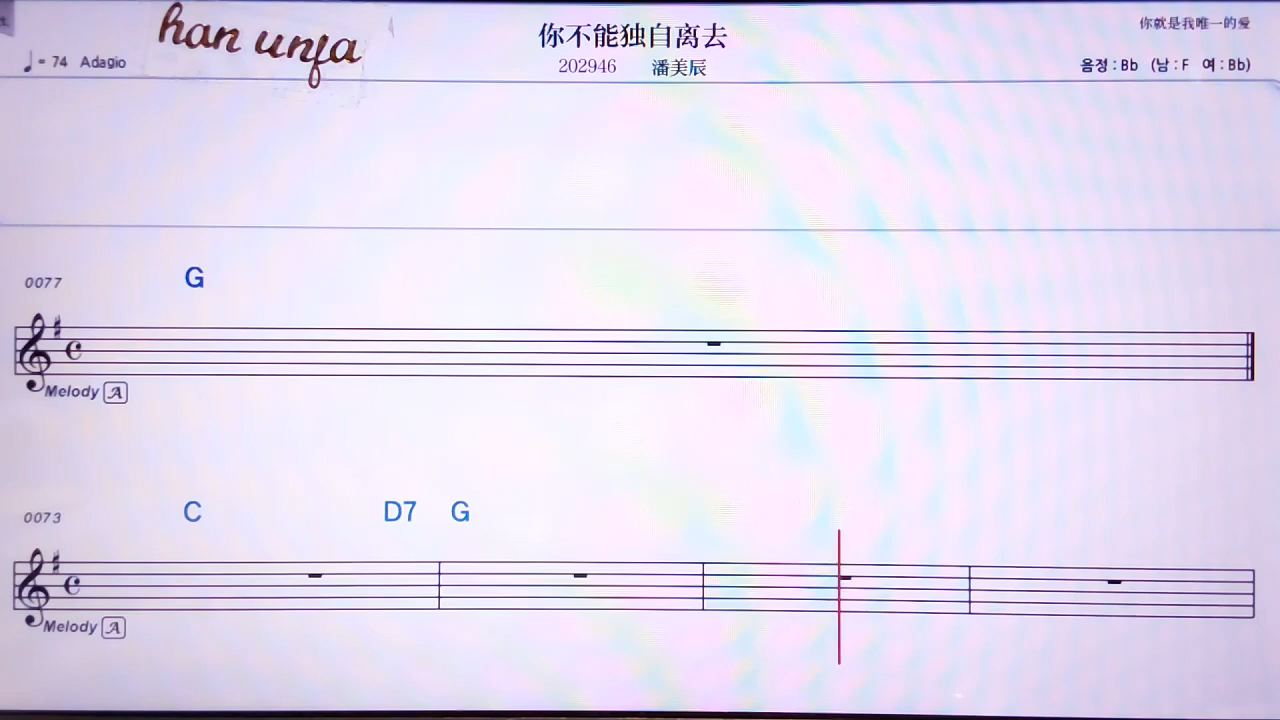 han unfa
你不能独自离去
你就是我唯一的爱
♩= 74 Adagio
202946 潘美辰
음정 : Bb (남 : F 여 : Bb)
0077 G
Melody A
0073 C D7 G
Melody A